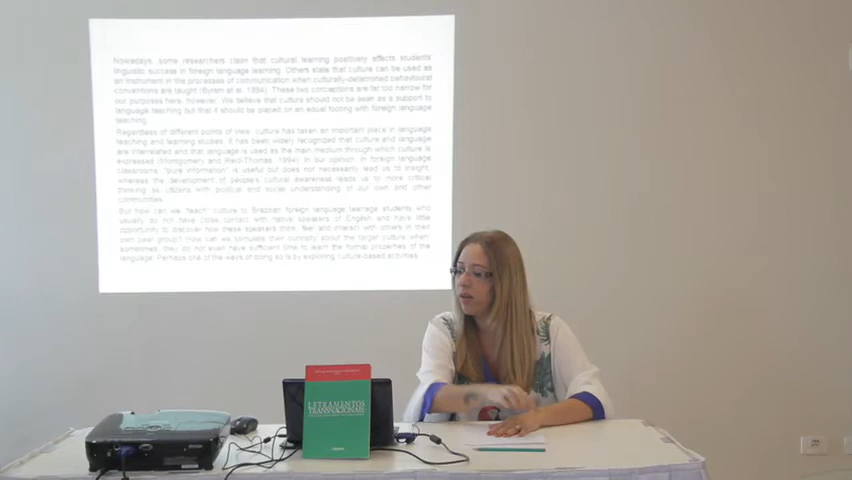 Nowadays, some researchers claim that cultural learning positively affects students'
linguistic success in foreign language learning. Others state that culture can be used as
an instrument in the processes of communication when culturally-determined behavioural
conventions are taught (Byram et al. 1994). These two conceptions are far too narrow for
our purposes here, however. We believe that culture should not be seen as a support to
language teaching but that it should be placed on an equal footing with foreign language
teaching.
Regardless of different points of view, culture has taken an important place in language
teaching and learning studies. It has been widely recognized that culture and language
are interrelated and that language is used as the main medium through which culture is
expressed (Montgomery and Reid-Thomas, 1994). In our opinion, in foreign language
classrooms, "pure information" is useful but does not necessarily lead us to insight,
whereas the development of people's cultural awareness leads us to more critical
thinking as citizens with political and social understanding of our own and other
communities.
But how can we "teach" culture to Brazilian foreign language teenage students who
usually do not have close contact with native speakers of English and have little
opportunity to discover how these speakers think, feel and interact with others in their
own peer group? How can we stimulate their curiosity about the target culture when
sometimes, they do not even have sufficient time to learn the formal properties of the
language. Perhaps one of the ways of doing so is by exploring culture-based activities.
LETRAMENTOS
TRANSNACIONAIS